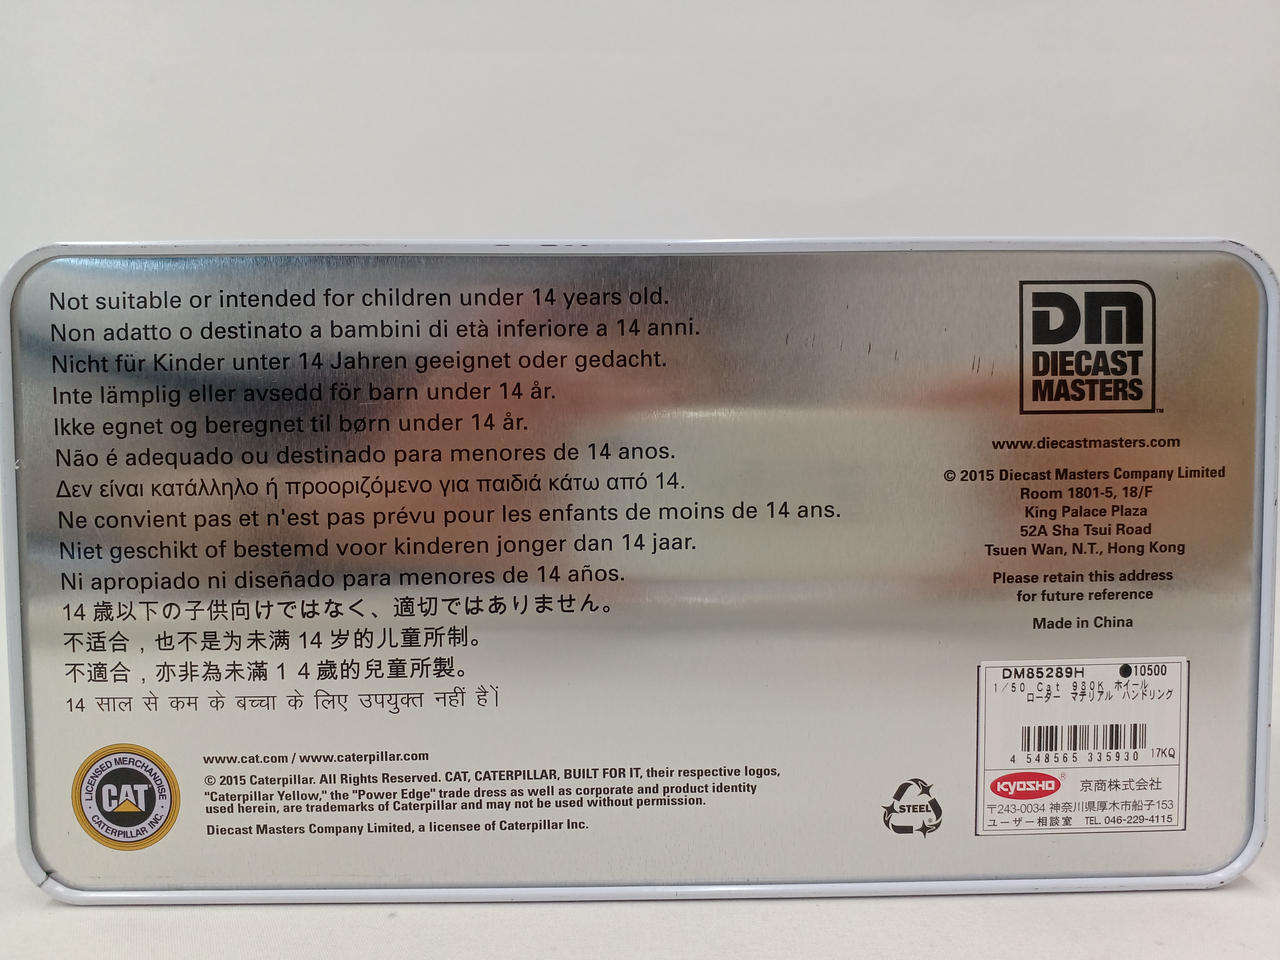 Not suitable or intended for children under 14 years old.
Non adatto o destinato a bambini di età inferiore a 14 anni.
Nicht für Kinder unter 14 Jahren geeignet oder gedacht.
Inte lämplig eller avsedd för barn under 14 år.
Ikke egnet og beregnet til børn under 14 år.
Não é adequado ou destinado para menores de 14 anos.
Δεν είναι κατάλληλο ή προοριζόμενο για παιδιά κάτω από 14.
Ne convient pas et n'est pas prévu pour les enfants de moins de 14 ans.
Niet geschikt of bestemd voor kinderen jonger dan 14 jaar.
Ni apropiado ni diseñado para menores de 14 años.
14 歳以下の子供向けではなく、適切ではありません。
不适合，也不是为未满 14 岁的儿童所制。
不適合，亦非為未滿 1 4 歲的兒童所製。
14 साल से कम के बच्चा के लिए उपयुक्त नहीं है।
LICENSED MERCHANDISE
CAT
CATERPILLAR INC.
www.cat.com / www.caterpillar.com
© 2015 Caterpillar. All Rights Reserved. CAT, CATERPILLAR, BUILT FOR IT, their respective logos,
"Caterpillar Yellow," the "Power Edge" trade dress as well as corporate and product identity
used herein, are trademarks of Caterpillar and may not be used without permission.
Diecast Masters Company Limited, a licensee of Caterpillar Inc.
STEEL
DM
DIECAST
MASTERS™
www.diecastmasters.com
© 2015 Diecast Masters Company Limited
Room 1801-5, 18/F
King Palace Plaza
52A Sha Tsui Road
Tsuen Wan, N.T., Hong Kong
Please retain this address
for future reference
Made in China
DM85289H ●10500
1/50 Cat 980K ホイール
ローダー マテリアル ハンドリング
4 548565 335930 17KQ
KYOSHO® 京商株式会社
〒243-0034 神奈川県厚木市船子153
ユーザー相談室 TEL. 046-229-4115